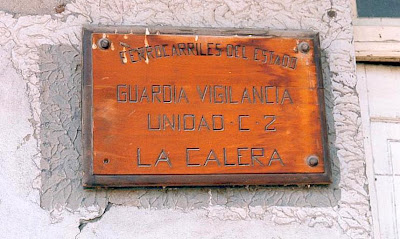 FERROCARRILES DEL ESTADO
GUARDIA VIGILANCIA
UNIDAD·C·2
LA CALERA